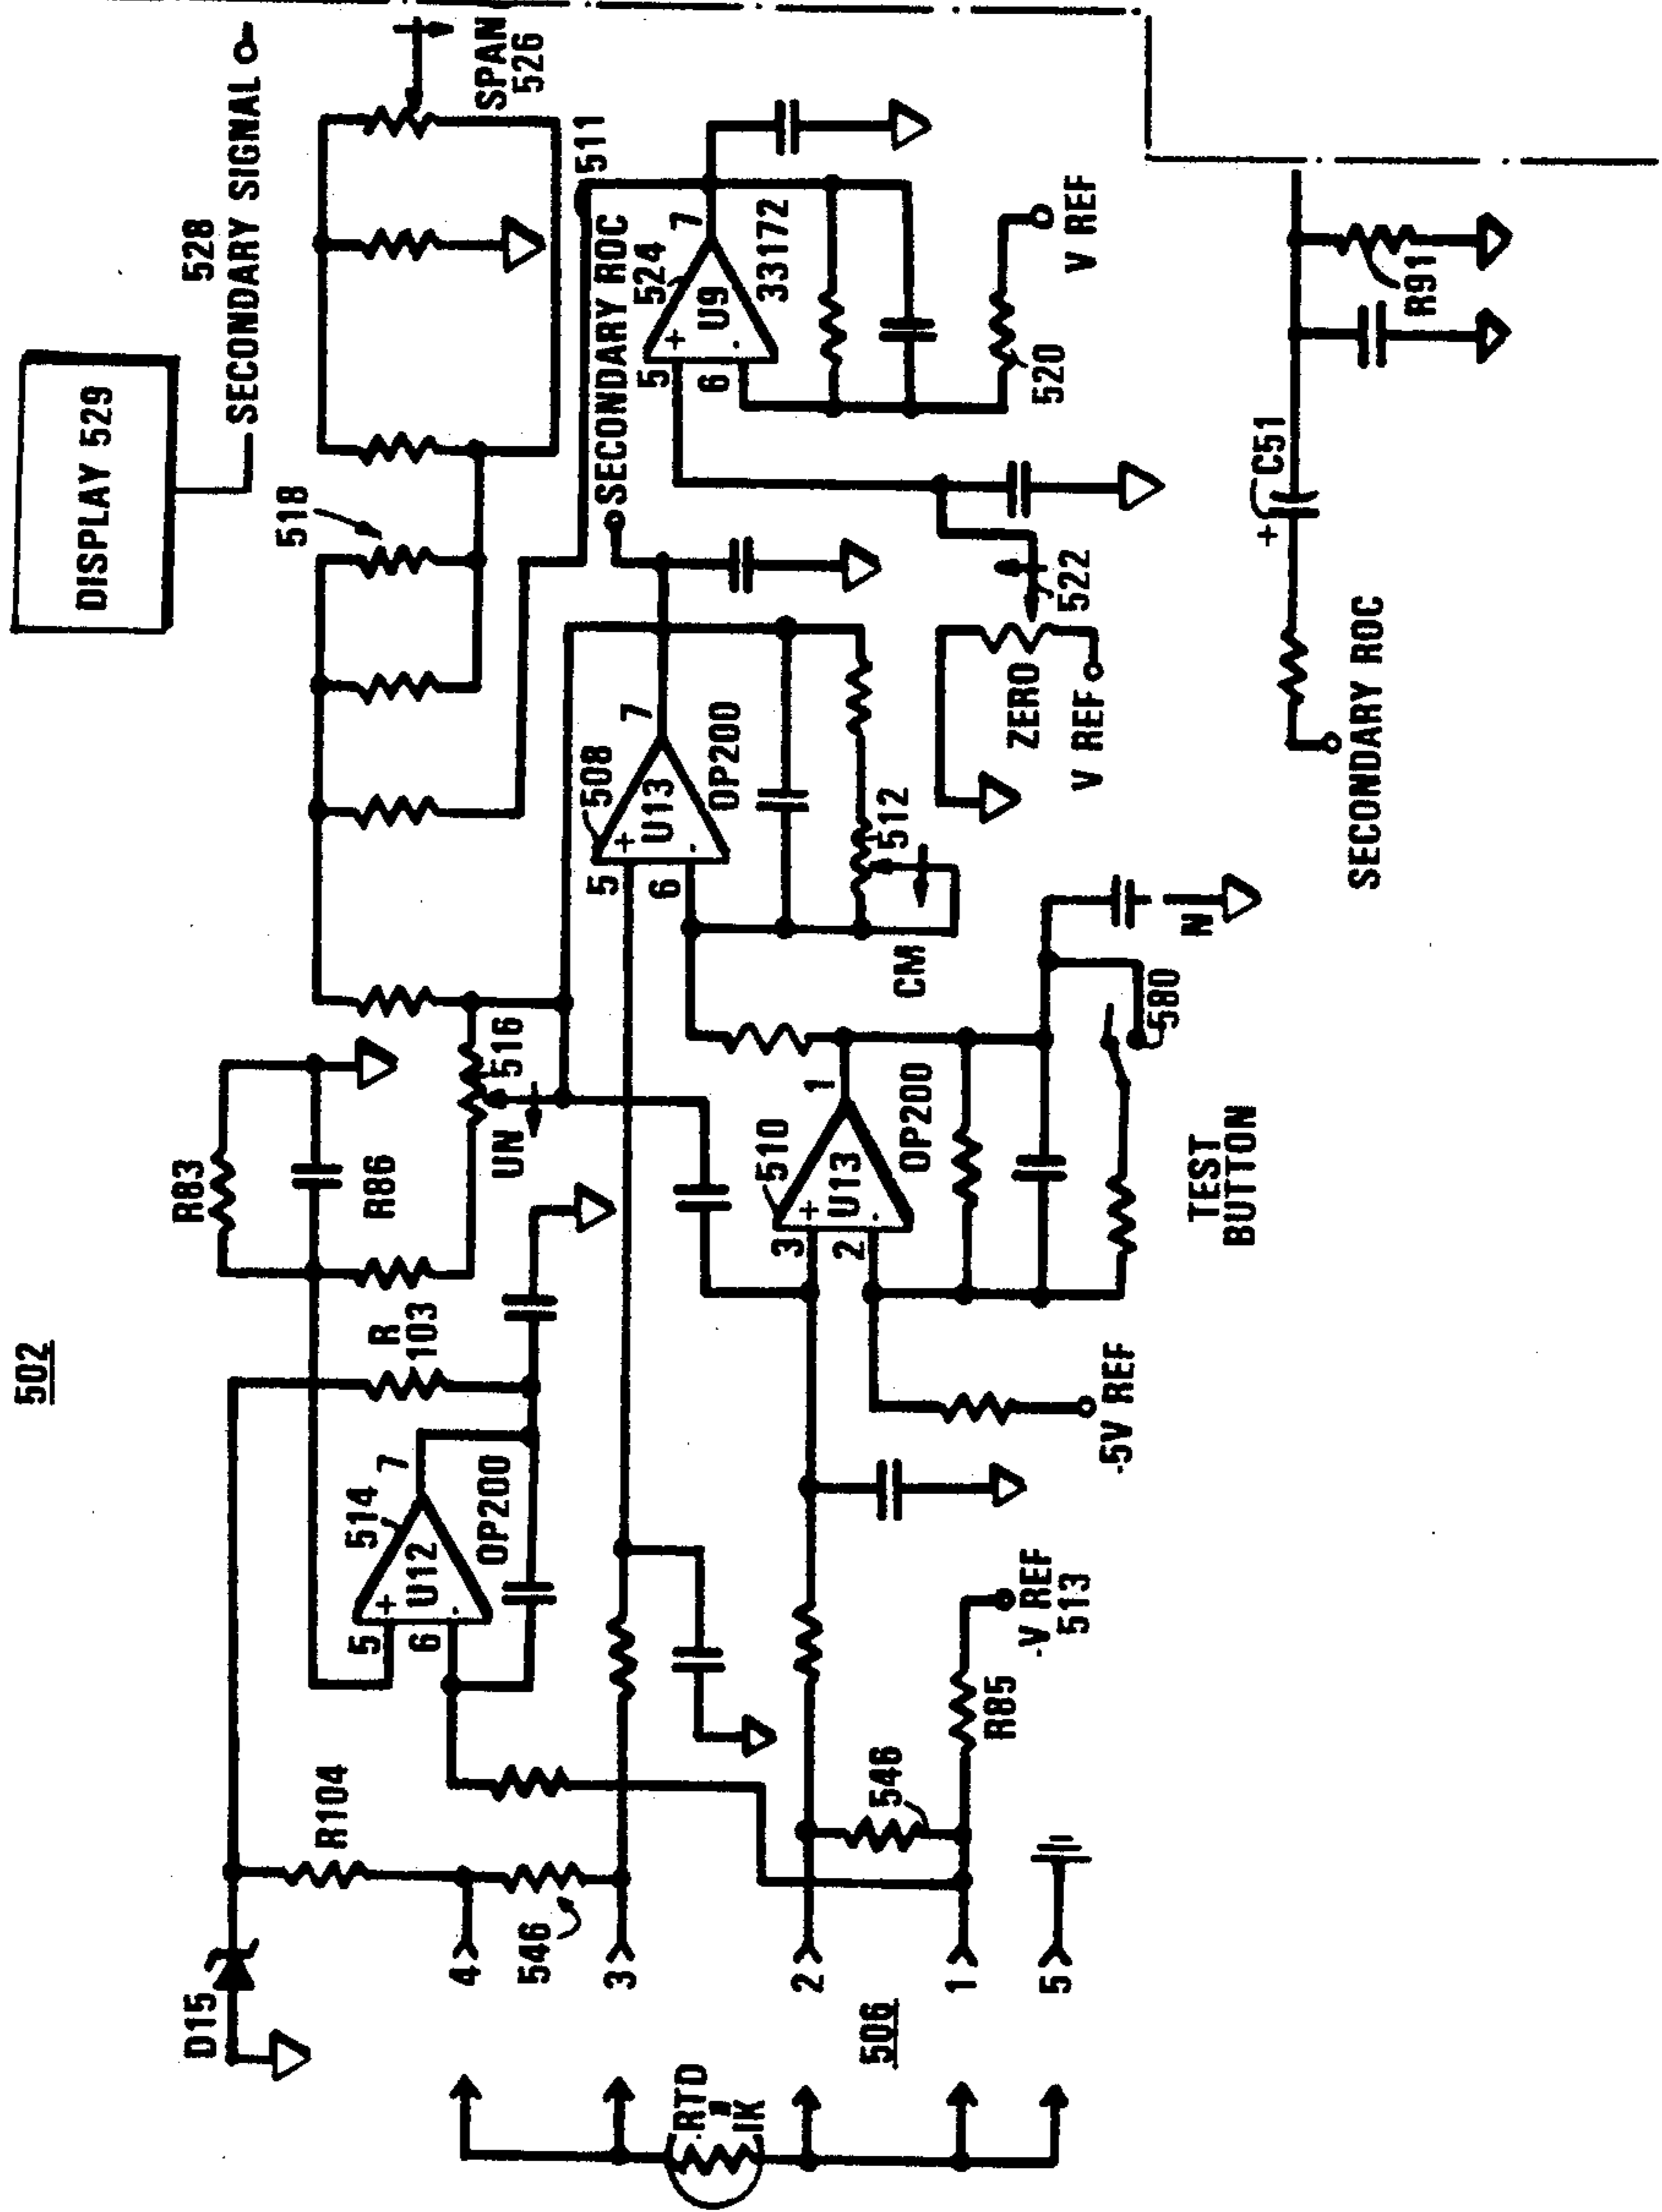 502
DISPLAY 529
528
SECONDARY SIGNAL
SPAN
526
518
511
SECONDARY ROC
524
U9
33172
5
6
7
+
-
520
V REF
R83
R86
R
103
516
UN
514
U12
OP200
5
6
7
+
-
508
U13
OP200
5
6
7
+
-
512
CM
ZERO
522
V REF
510
U13
OP200
3
2
1
+
-
N
580
TEST
BUTTON
-5V REF
-V REF
513
R85
546
546
R104
D15
4
3
2
1
5
506
RTD
1K
SECONDARY ROC
+
C51
R91